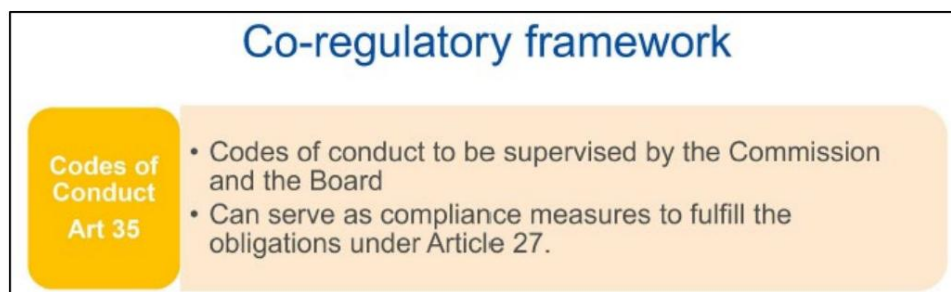 Co-regulatory framework
Codes of
Conduct
Art 35
• Codes of conduct to be supervised by the Commission
and the Board
• Can serve as compliance measures to fulfill the
obligations under Article 27.